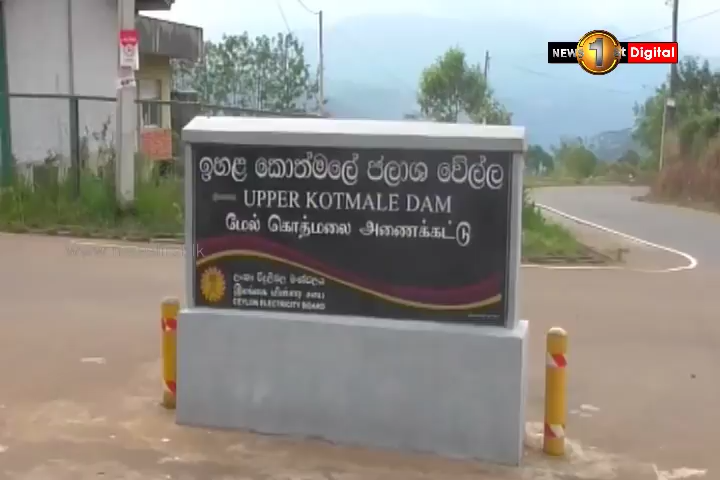 NEWS 1st Digital
ඉහළ කොත්මලේ ජලාශ වේල්ල
UPPER KOTMALE DAM
மேல் கொத்மலை அணைக்கட்டு
ලංකා විදුලිබල මණ්ඩලය
இலங்கை மின்சார சபை
CEYLON ELECTRICITY BOARD